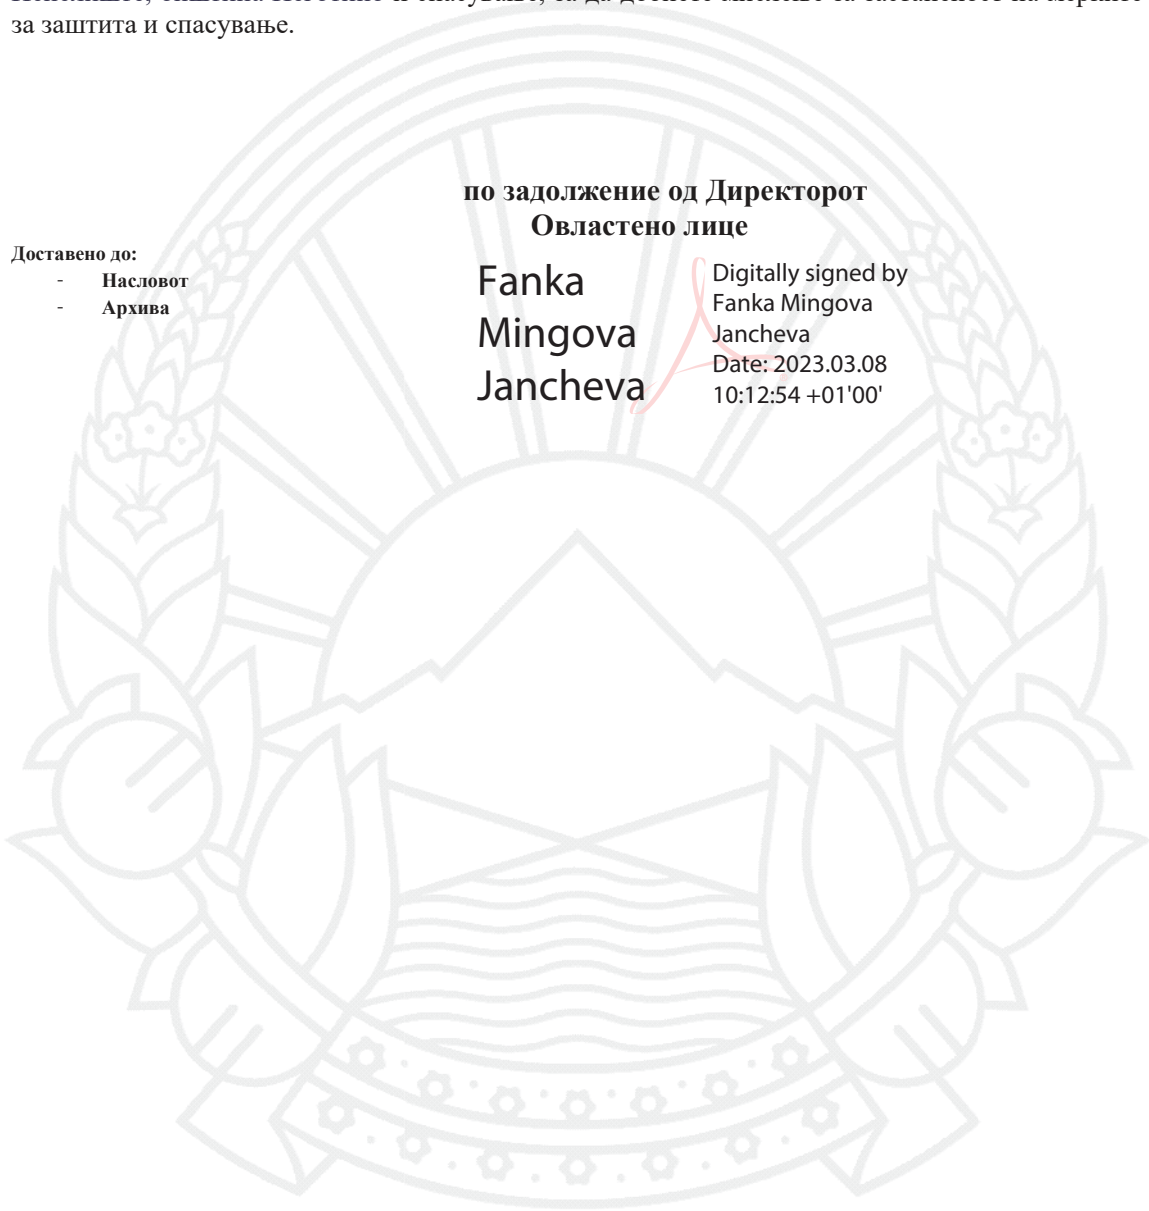 за заштита и спасување.
по задолжение од Директорот
Овластено лице
Доставено до:
- Насловот
- Архива
Fanka
Mingova
Jancheva
Digitally signed by
Fanka Mingova
Jancheva
Date: 2023.03.08
10:12:54 +01'00'